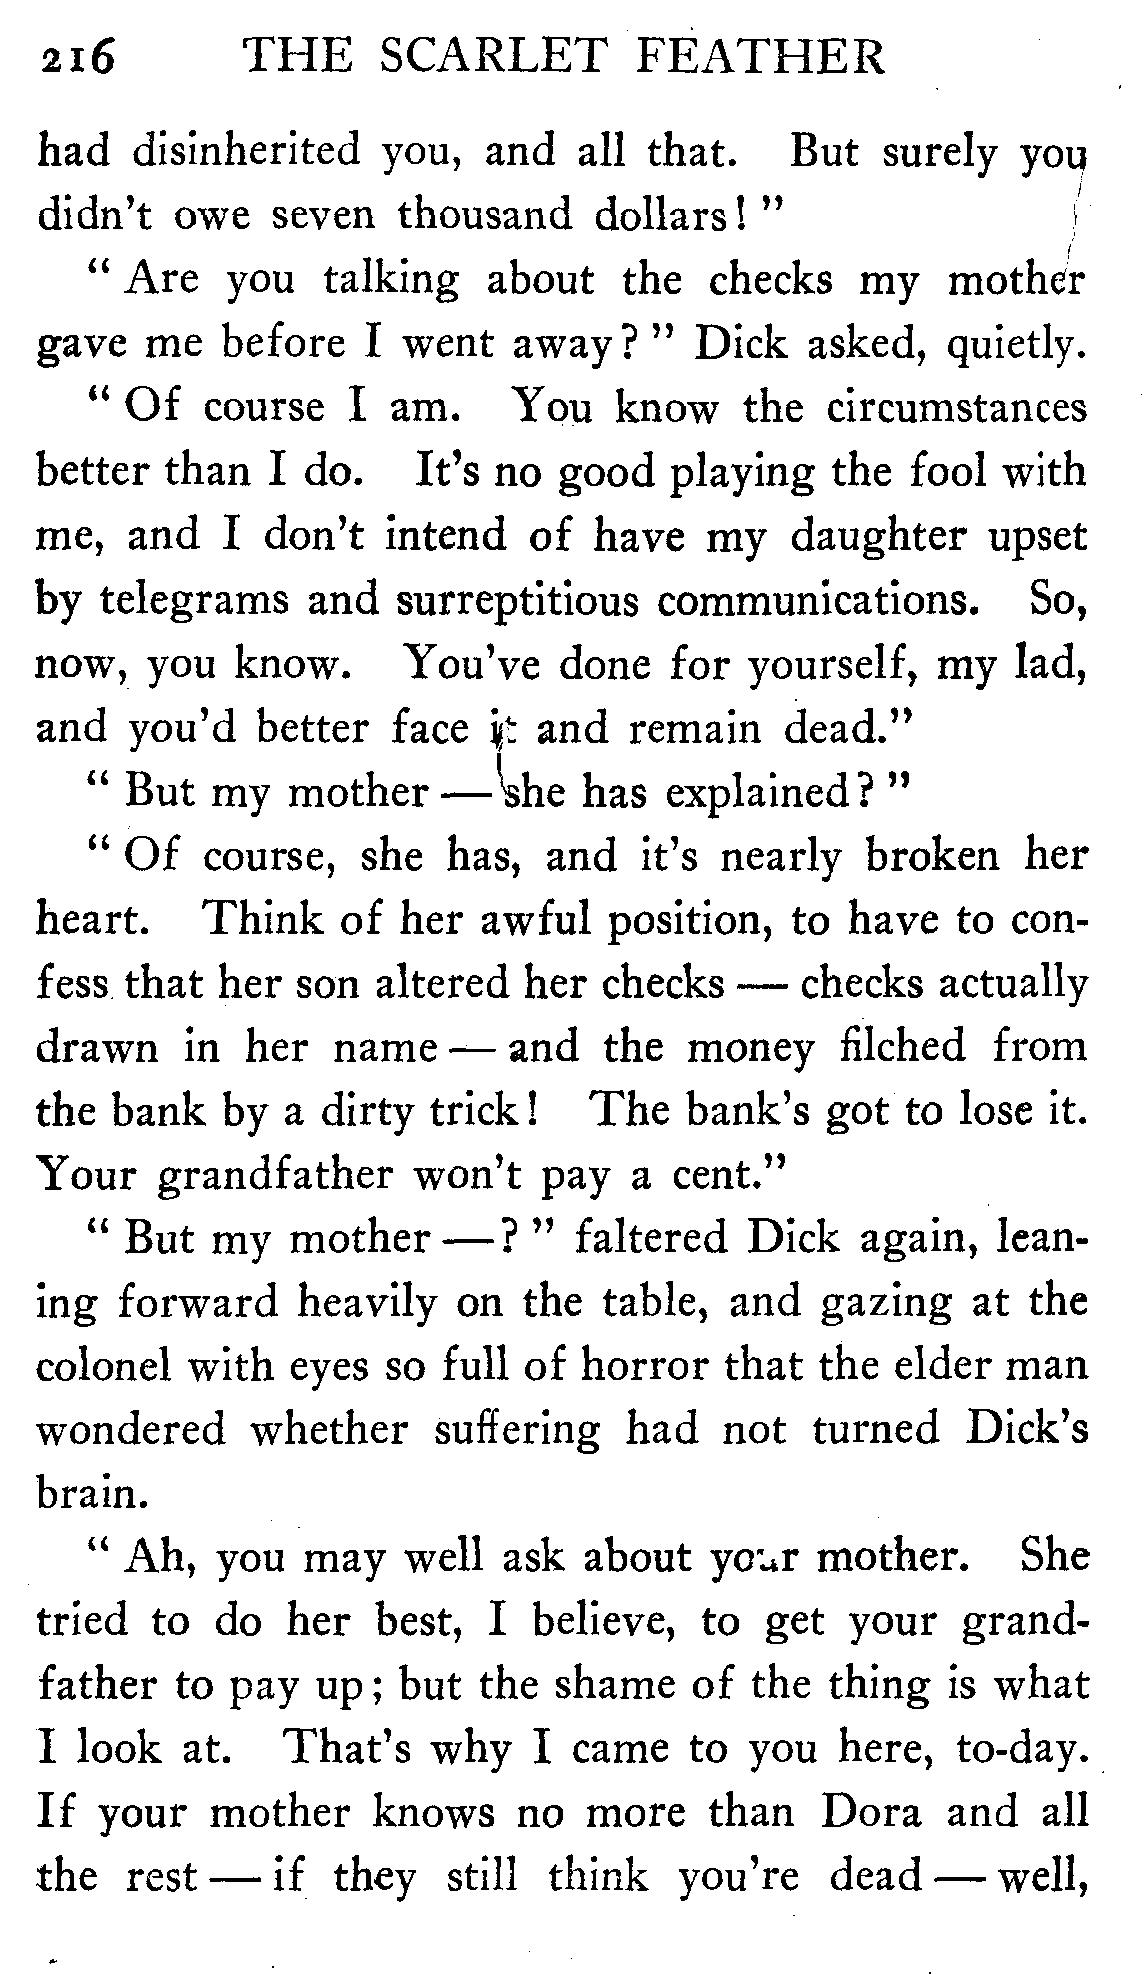 216 THE SCARLET FEATHER
had disinherited you, and all that. But surely you
didn't owe seven thousand dollars! "
" Are you talking about the checks my mother
gave me before I went away? " Dick asked, quietly.
" Of course I am. You know the circumstances
better than I do. It's no good playing the fool with
me, and I don't intend of have my daughter upset
by telegrams and surreptitious communications. So,
now, you know. You've done for yourself, my lad,
and you'd better face it and remain dead."
" But my mother — she has explained? "
" Of course, she has, and it's nearly broken her
heart. Think of her awful position, to have to con-
fess that her son altered her checks — checks actually
drawn in her name — and the money filched from
the bank by a dirty trick! The bank's got to lose it.
Your grandfather won't pay a cent."
" But my mother —? " faltered Dick again, lean-
ing forward heavily on the table, and gazing at the
colonel with eyes so full of horror that the elder man
wondered whether suffering had not turned Dick's
brain.
" Ah, you may well ask about your mother. She
tried to do her best, I believe, to get your grand-
father to pay up; but the shame of the thing is what
I look at. That's why I came to you here, to-day.
If your mother knows no more than Dora and all
the rest — if they still think you're dead — well,